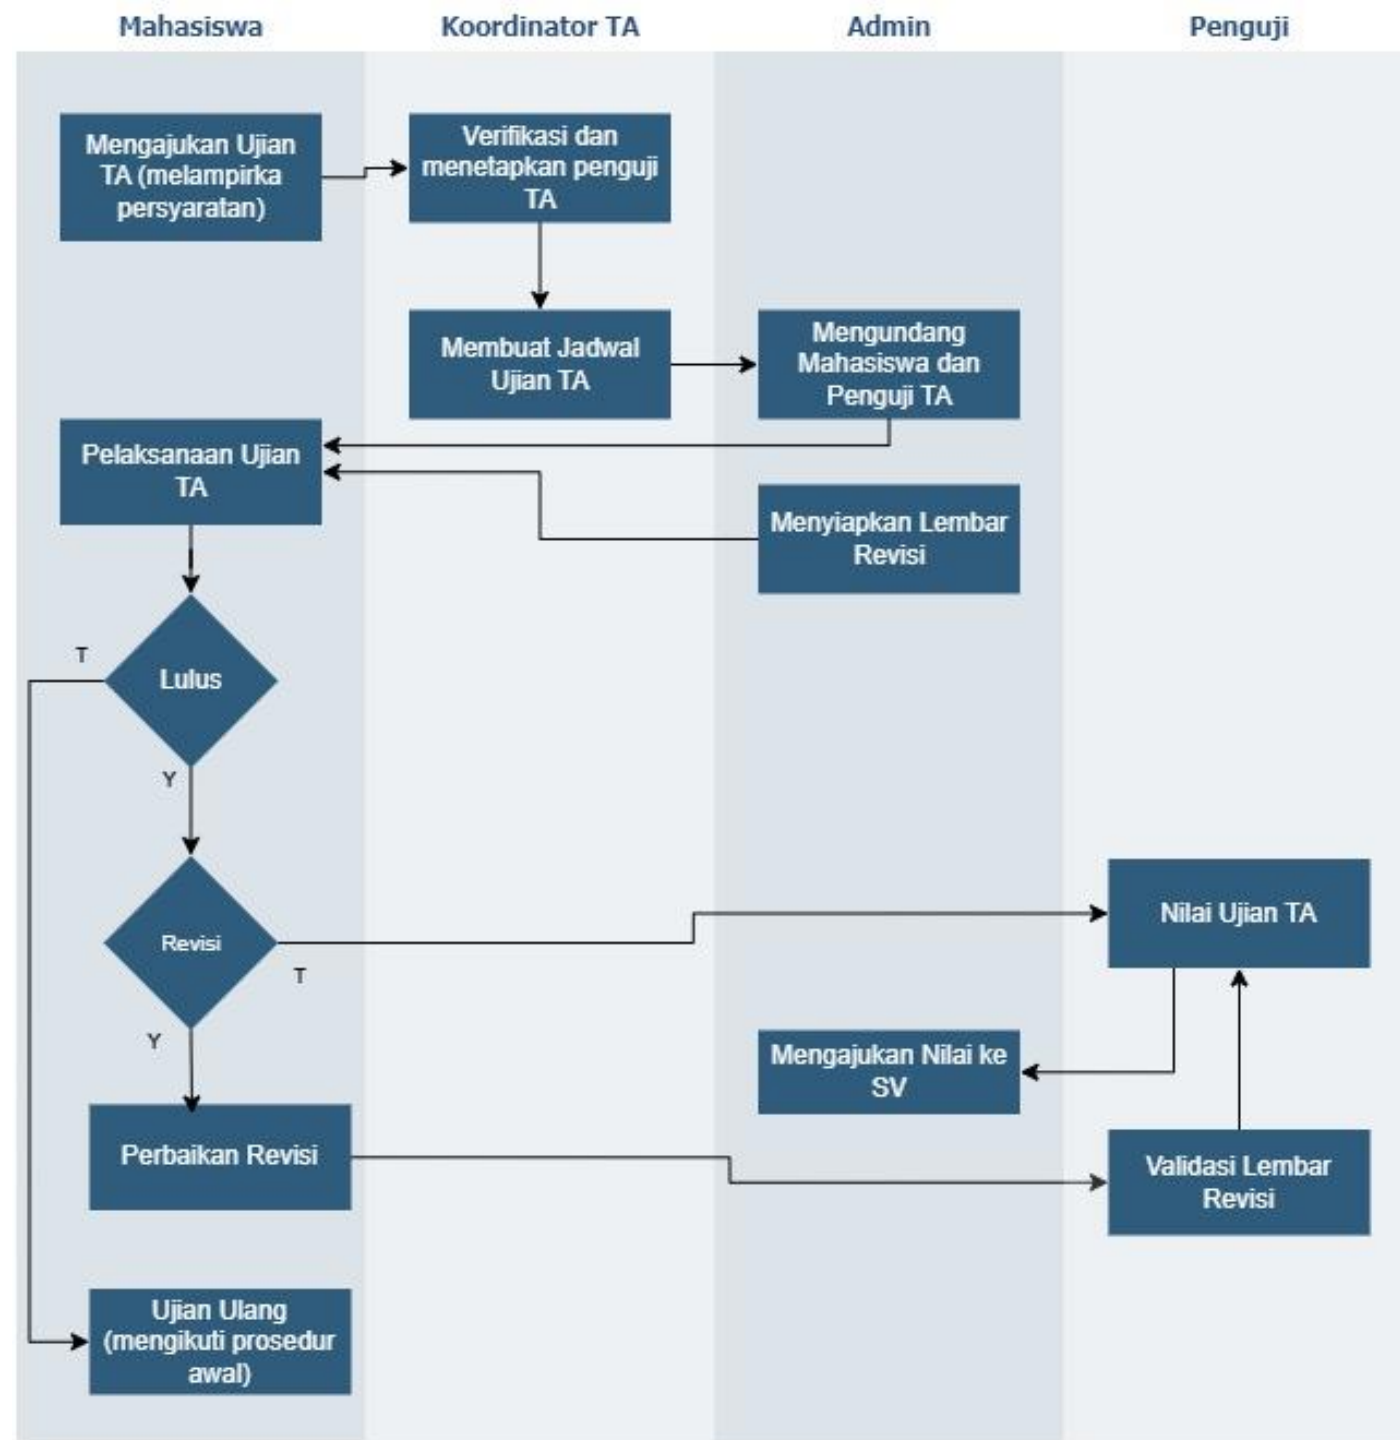 Mahasiswa
Koordinator TA
Admin
Penguji
Mengajukan Ujian
TA (melampirka
persyaratan)
Verifikasi dan
menetapkan penguji
TA
Membuat Jadwal
Ujian TA
Mengundang
Mahasiswa dan
Penguji TA
Pelaksanaan Ujian
TA
Menyiapkan Lembar
Revisi
T
Lulus
Y
Revisi
T
Y
Nilai Ujian TA
Mengajukan Nilai ke
SV
Perbaikan Revisi
Validasi Lembar
Revisi
Ujian Ulang
(mengikuti prosedur
awal)